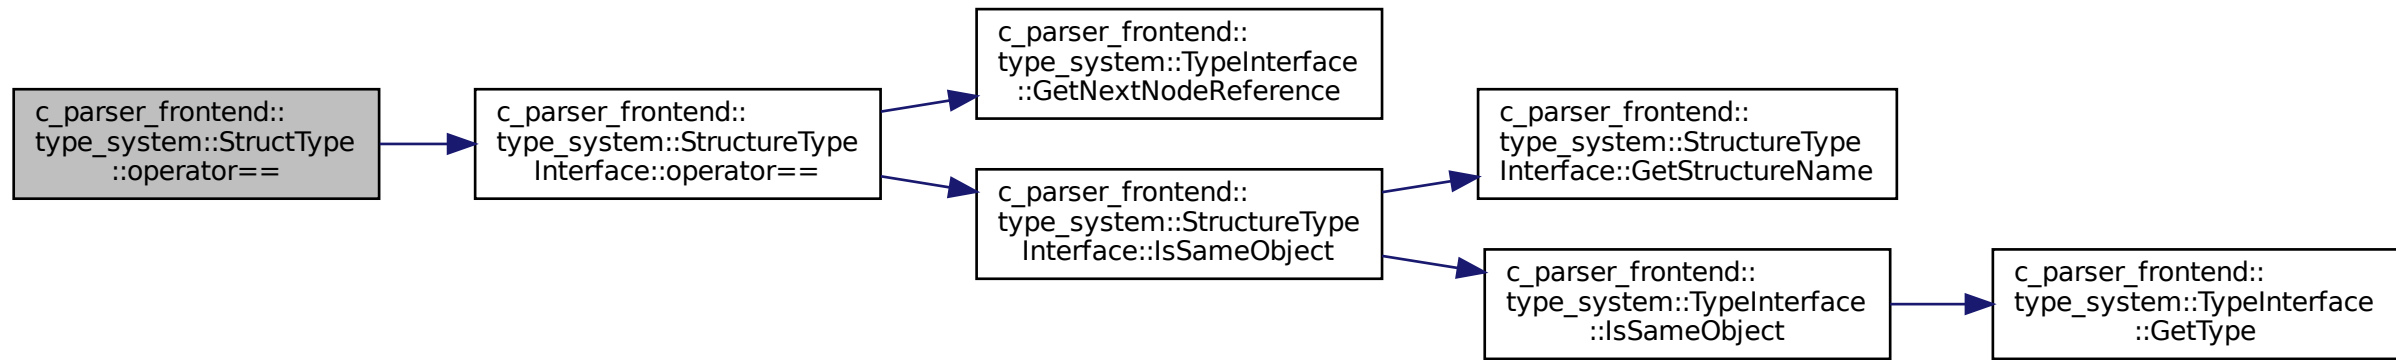 c_parser_frontend::
type_system::StructType
::operator==
c_parser_frontend::
type_system::StructureType
Interface::operator==
c_parser_frontend::
type_system::TypeInterface
::GetNextNodeReference
c_parser_frontend::
type_system::StructureType
Interface::IsSameObject
c_parser_frontend::
type_system::StructureType
Interface::GetStructureName
c_parser_frontend::
type_system::TypeInterface
::IsSameObject
c_parser_frontend::
type_system::TypeInterface
::GetType